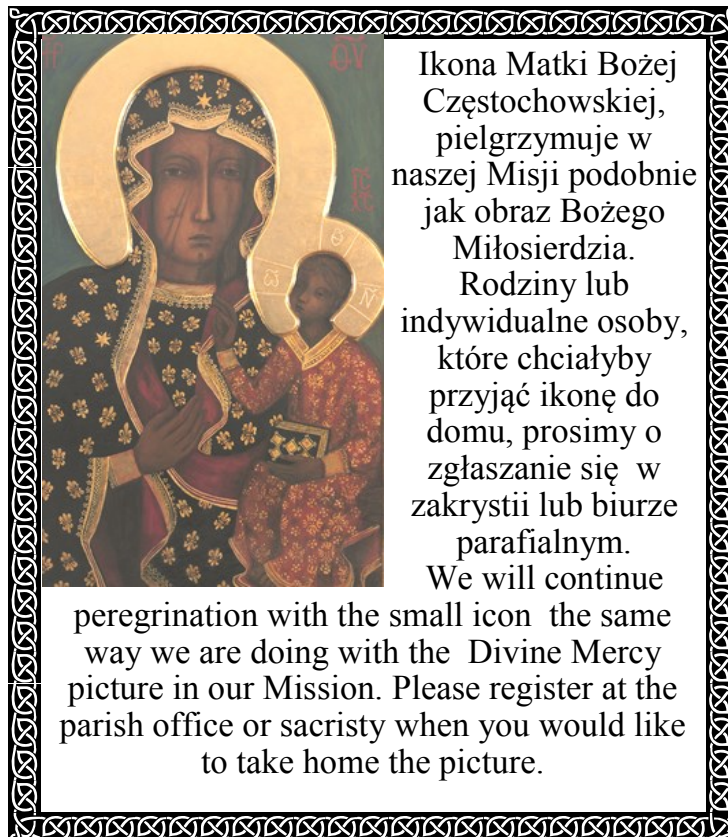 Ikona Matki Bożej
Częstochowskiej,
pielgrzymuje w
naszej Misji podobnie
jak obraz Bożego
Miłosierdzia.
Rodziny lub
indywidualne osoby,
które chciałyby
przyjąć ikonę do
domu, prosimy o
zgłaszanie się w
zakrystii lub biurze
parafialnym.
We will continue
peregrination with the small icon the same
way we are doing with the Divine Mercy
picture in our Mission. Please register at the
parish office or sacristy when you would like
to take home the picture.